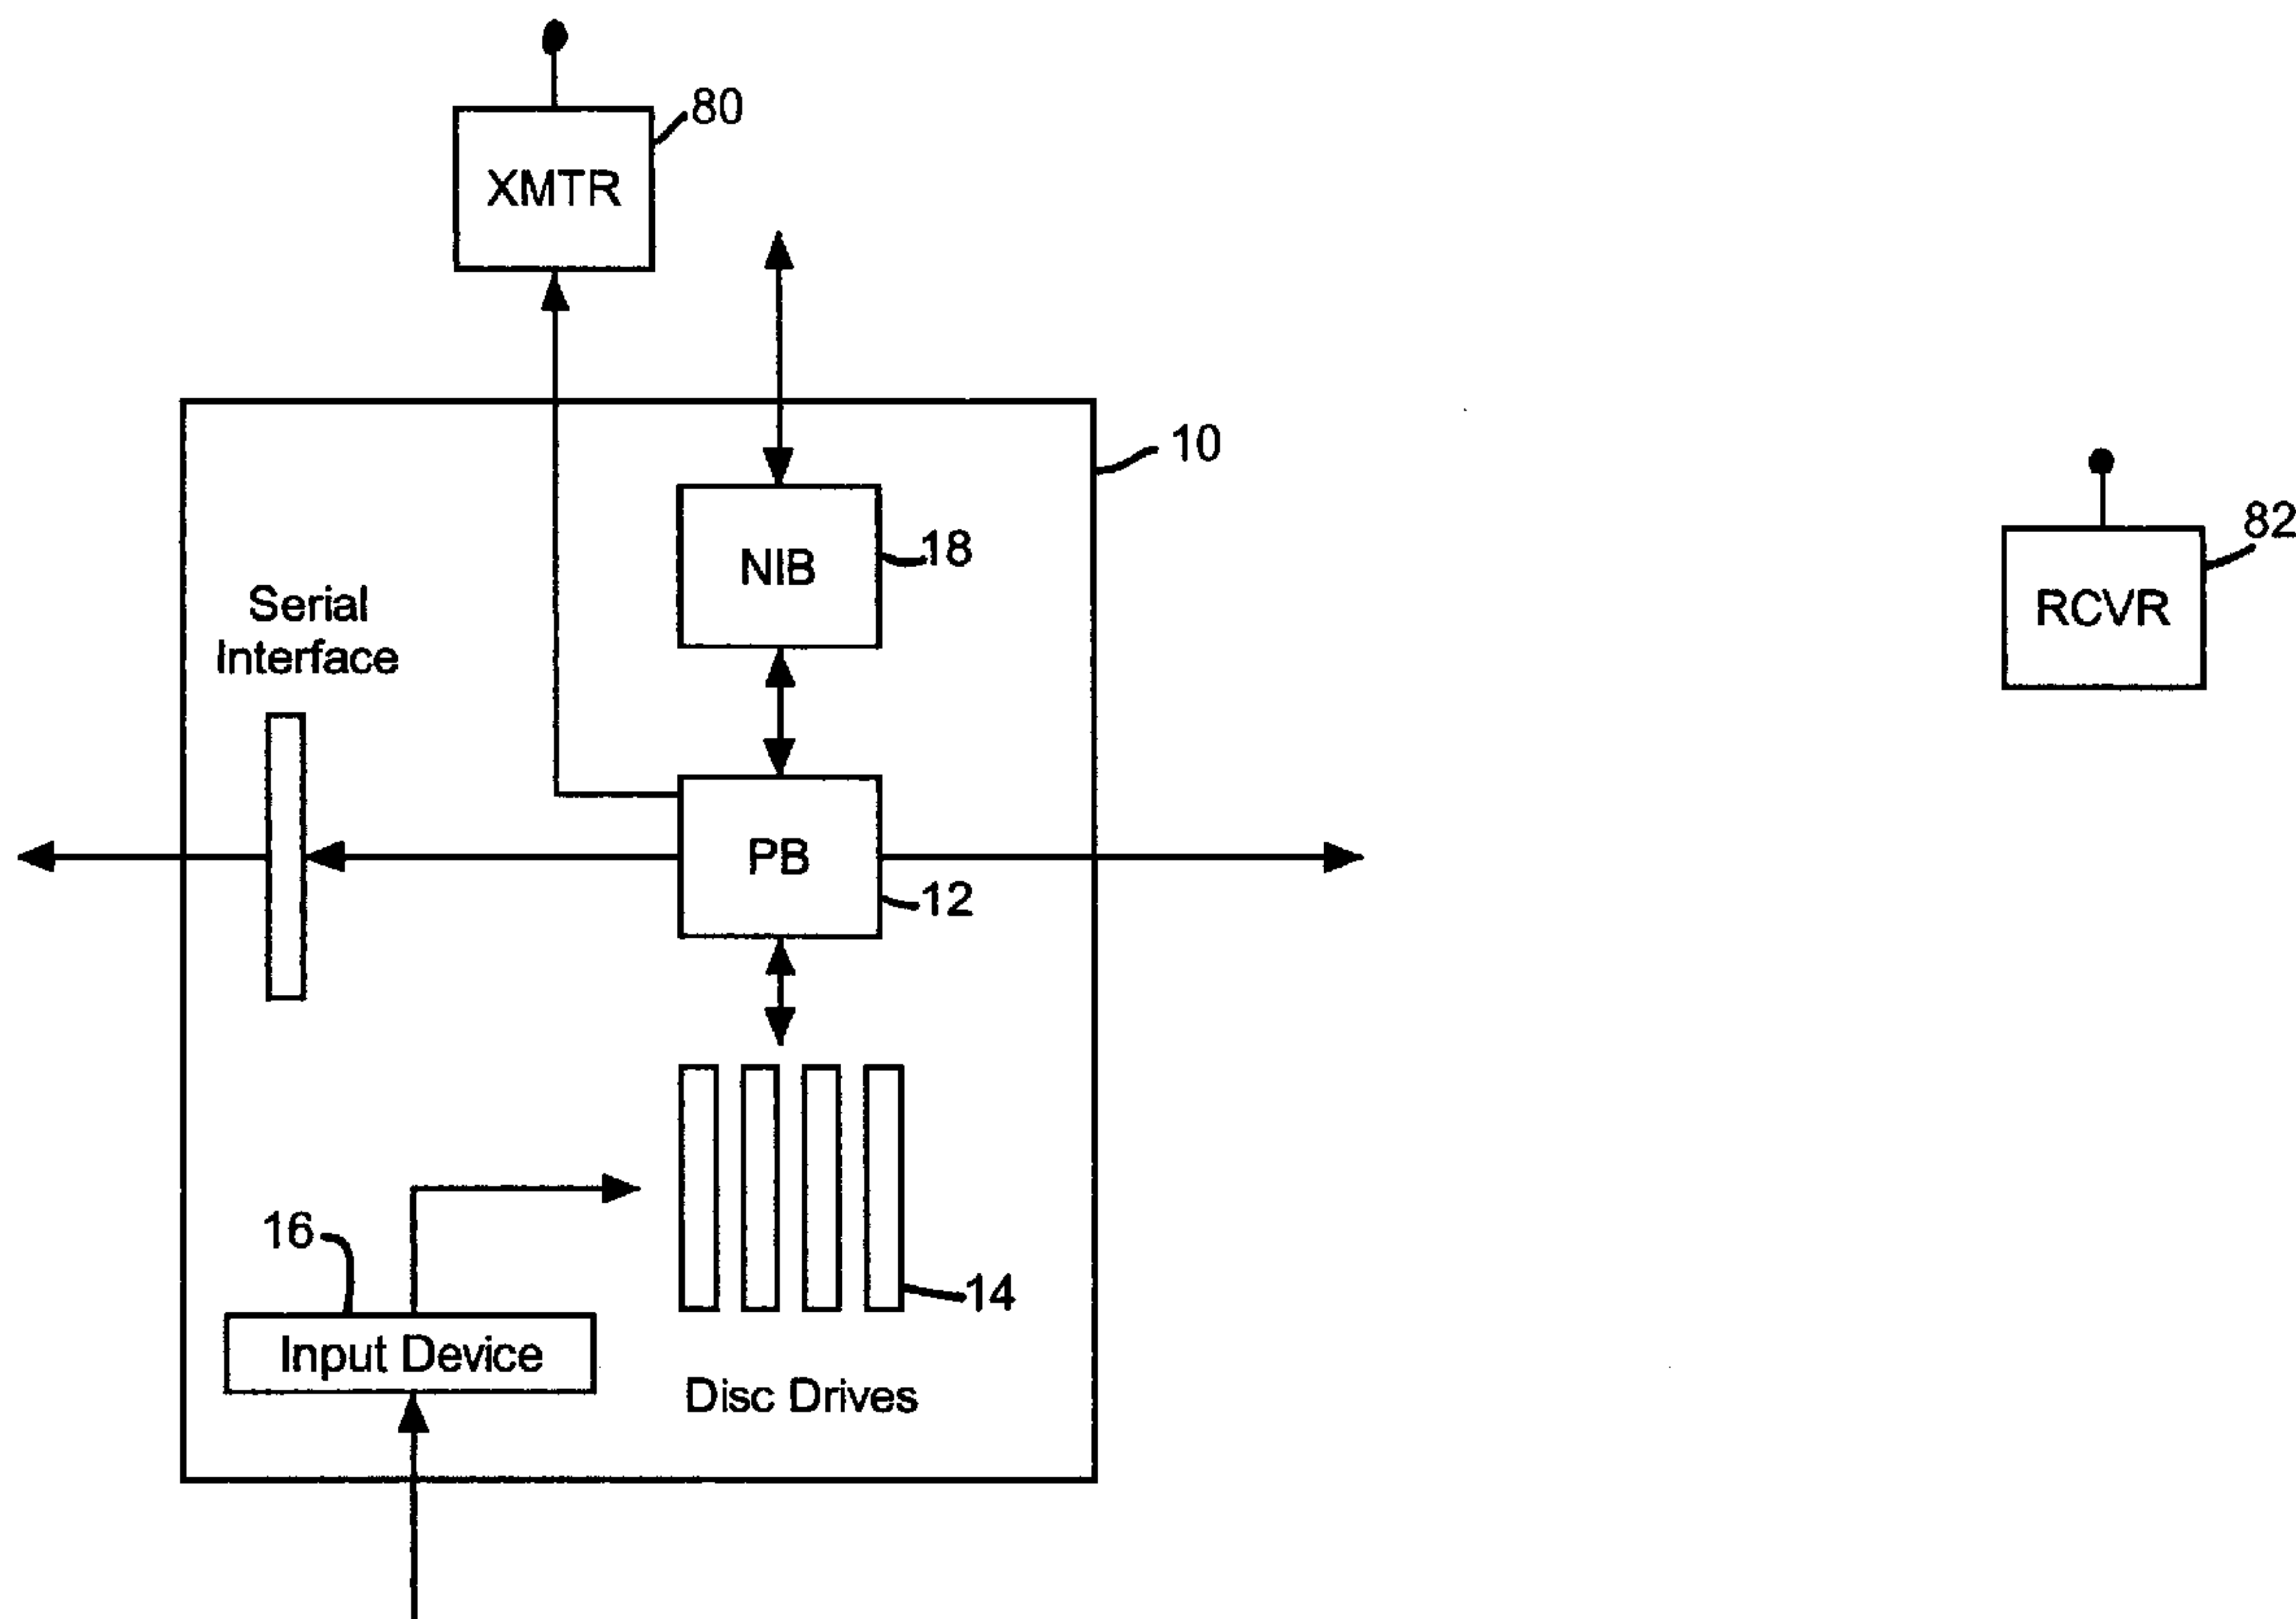 80
XMTR
10
82
NIB
18
RCVR
Serial
Interface
PB
12
16
14
Input Device
Disc Drives